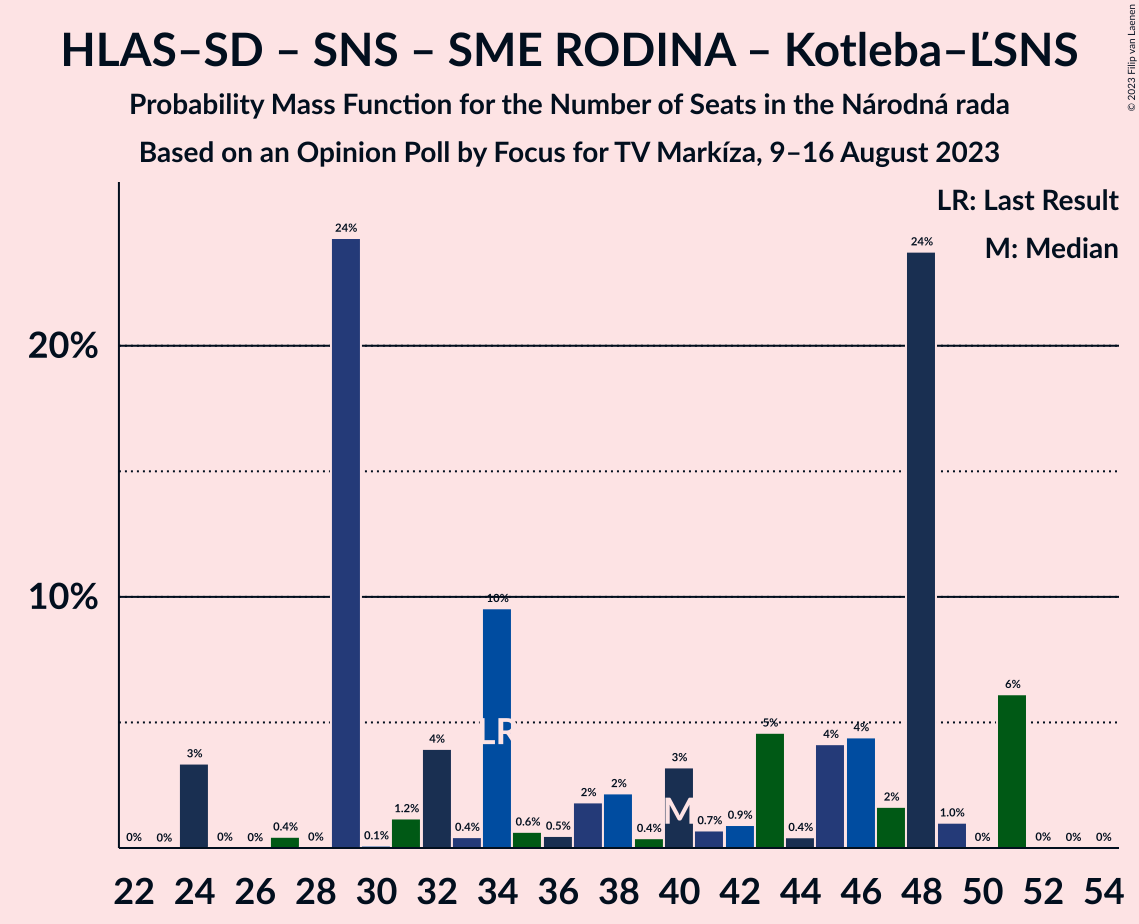 HLAS–SD – SNS – SME RODINA – Kotleba–ĽSNS
Probability Mass Function for the Number of Seats in the Národná rada
Based on an Opinion Poll by Focus for TV Markíza, 9–16 August 2023
© 2023 Filip van Laenen
LR: Last Result
M: Median
20%
10%
0% 0% 3% 0% 0% 0.4% 0% 24% 0.1% 1.2% 4% 0.4% 10% 0.6% 0.5% 2% 2% 0.4% 3% 0.7% 0.9% 5% 0.4% 4% 4% 2% 24% 1.0% 0% 6% 0% 0% 0%
LR
M
22 24 26 28 30 32 34 36 38 40 42 44 46 48 50 52 54